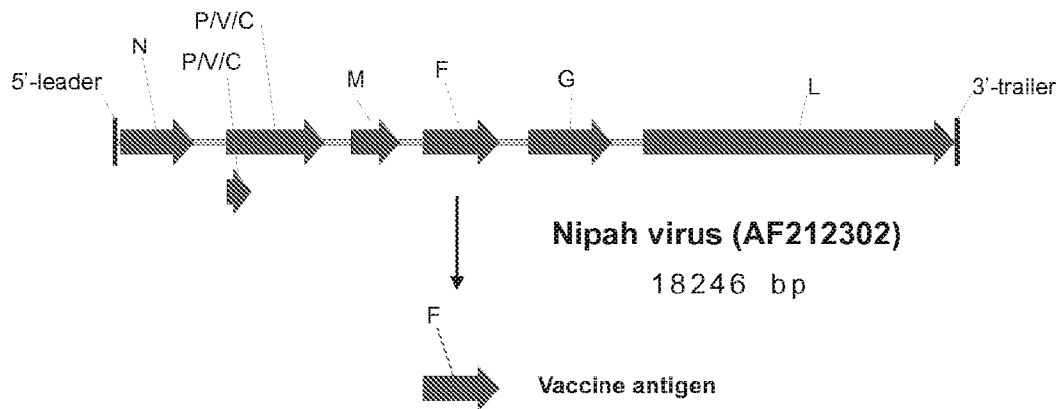 P/V/C
N
P/V/C
M
F
G
L
5'-leader
3'-trailer
Nipah virus (AF212302)
18246 bp
F
Vaccine antigen